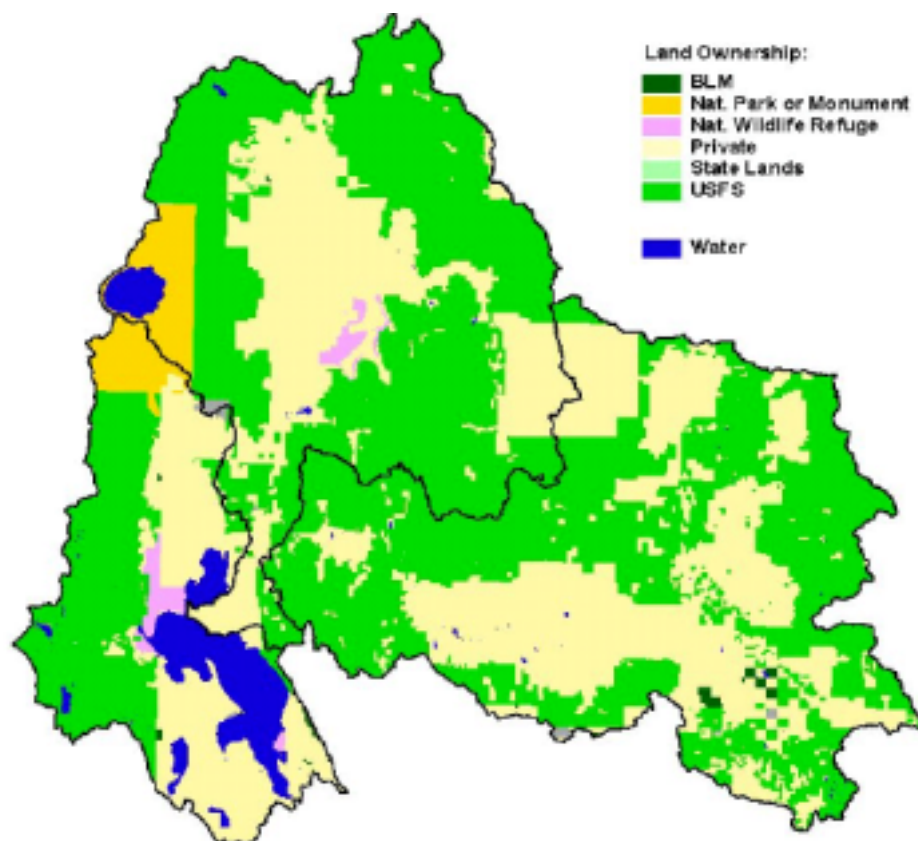 Land Ownership:
BLM
Nat. Park or Monument
Nat. Wildlife Refuge
Private
State Lands
USFS
Water